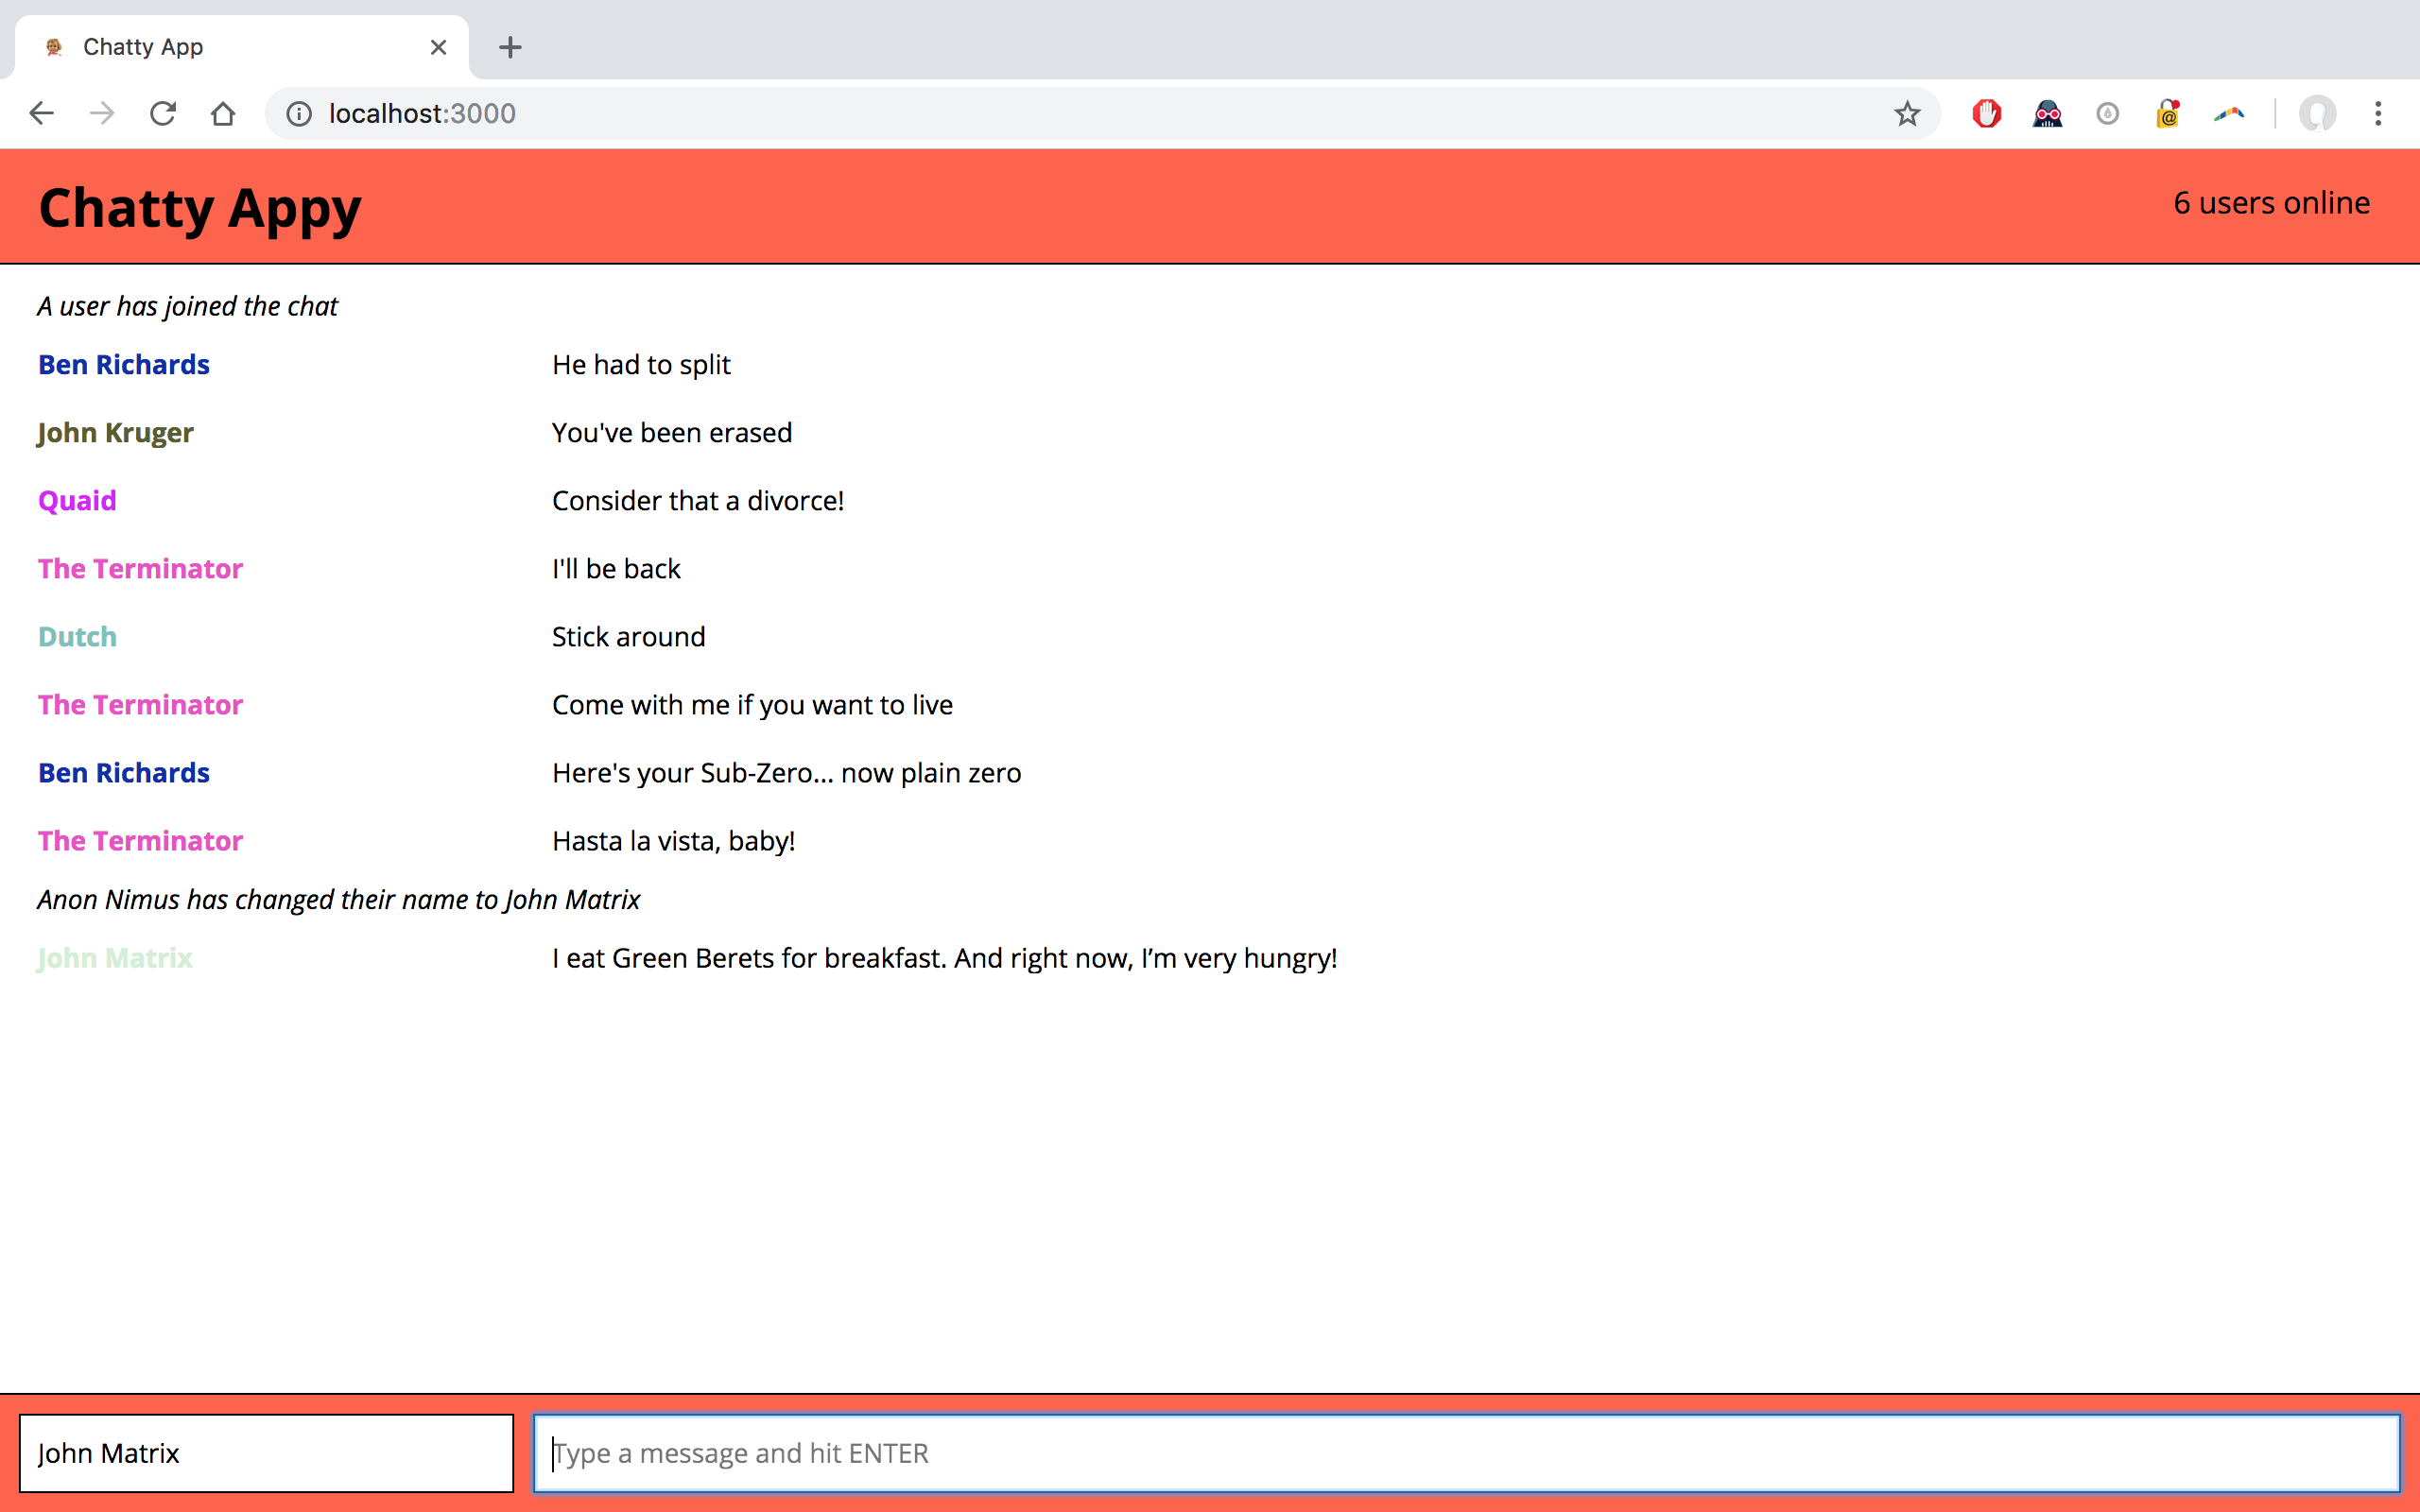 Chatty App
localhost:3000
Chatty Appy
6 users online
A user has joined the chat
Ben Richards He had to split
John Kruger You've been erased
Quaid Consider that a divorce!
The Terminator I'll be back
Dutch Stick around
The Terminator Come with me if you want to live
Ben Richards Here's your Sub-Zero... now plain zero
The Terminator Hasta la vista, baby!
Anon Nimus has changed their name to John Matrix
John Matrix I eat Green Berets for breakfast. And right now, I’m very hungry!
John Matrix Type a message and hit ENTER